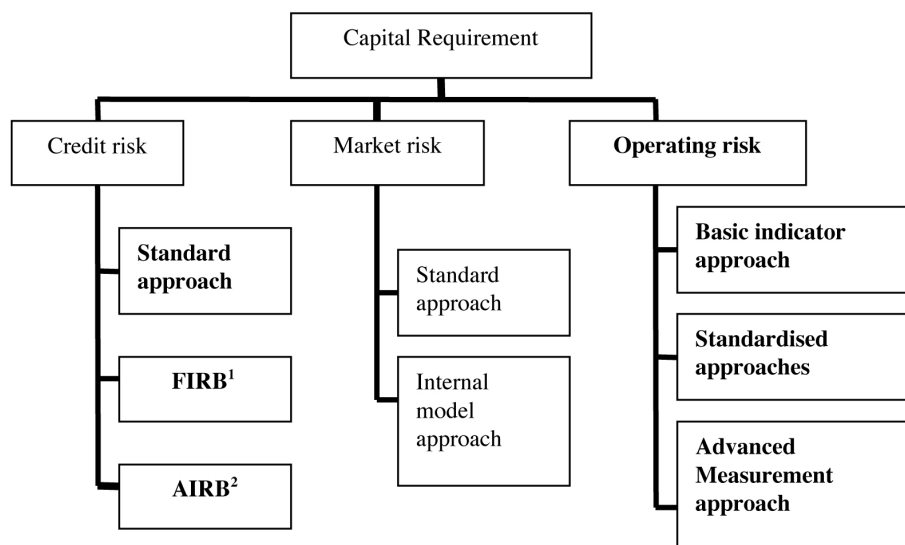 Capital Requirement
Credit risk
Market risk
Operating risk
Standard
approach
FIRB¹
AIRB²
Standard
approach
Internal
model
approach
Basic indicator
approach
Standardised
approaches
Advanced
Measurement
approach